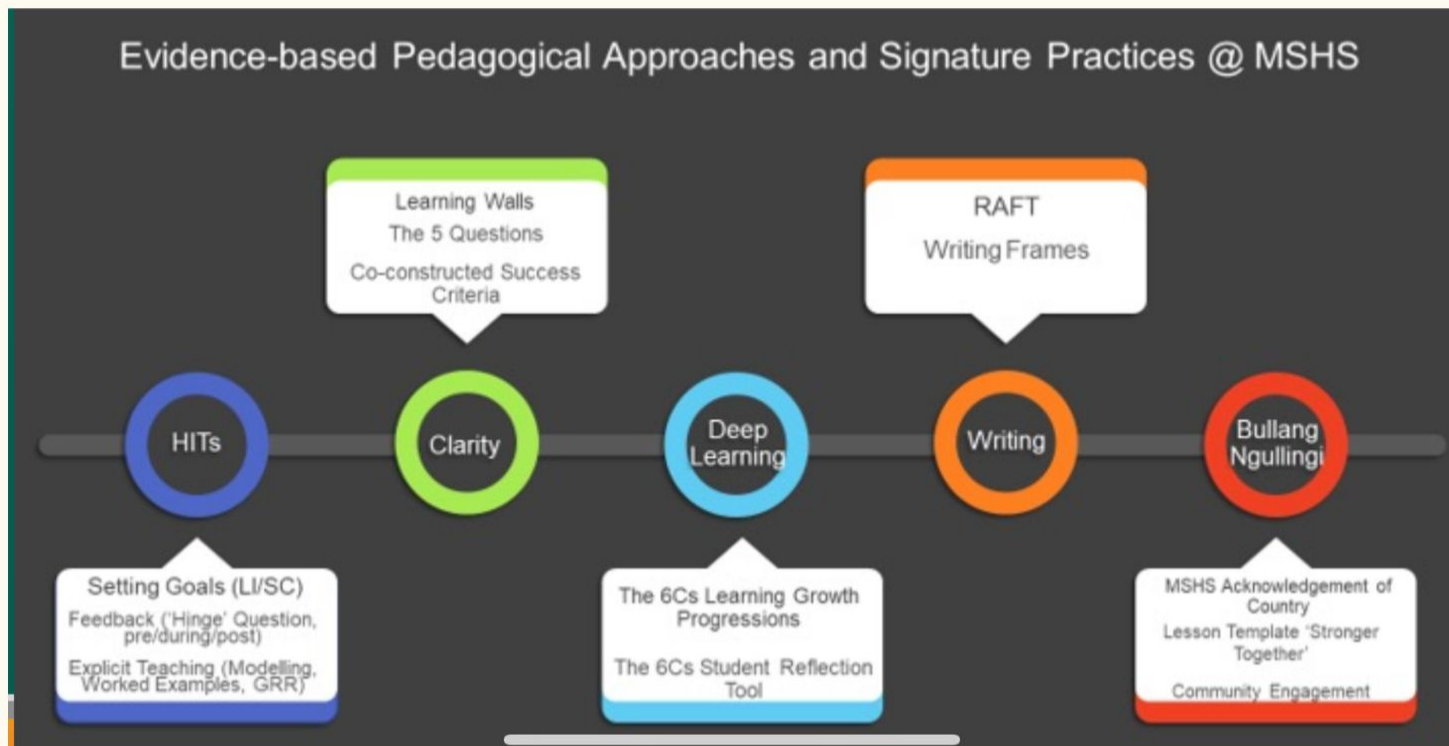 Evidence-based Pedagogical Approaches and Signature Practices @ MSHS
Learning Walls
The 5 Questions
Co-constructed Success
Criteria
RAFT
Writing Frames
HITs
Clarity
Deep
Learning
Writing
Bullang
Ngullingi
Setting Goals (LI/SC)
Feedback (‘Hinge’ Question,
pre/during/post)
Explicit Teaching (Modelling,
Worked Examples, GRR)
The 6Cs Learning Growth
Progressions
The 6Cs Student Reflection
Tool
MSHS Acknowledgement of
Country
Lesson Template ‘Stronger
Together’
Community Engagement